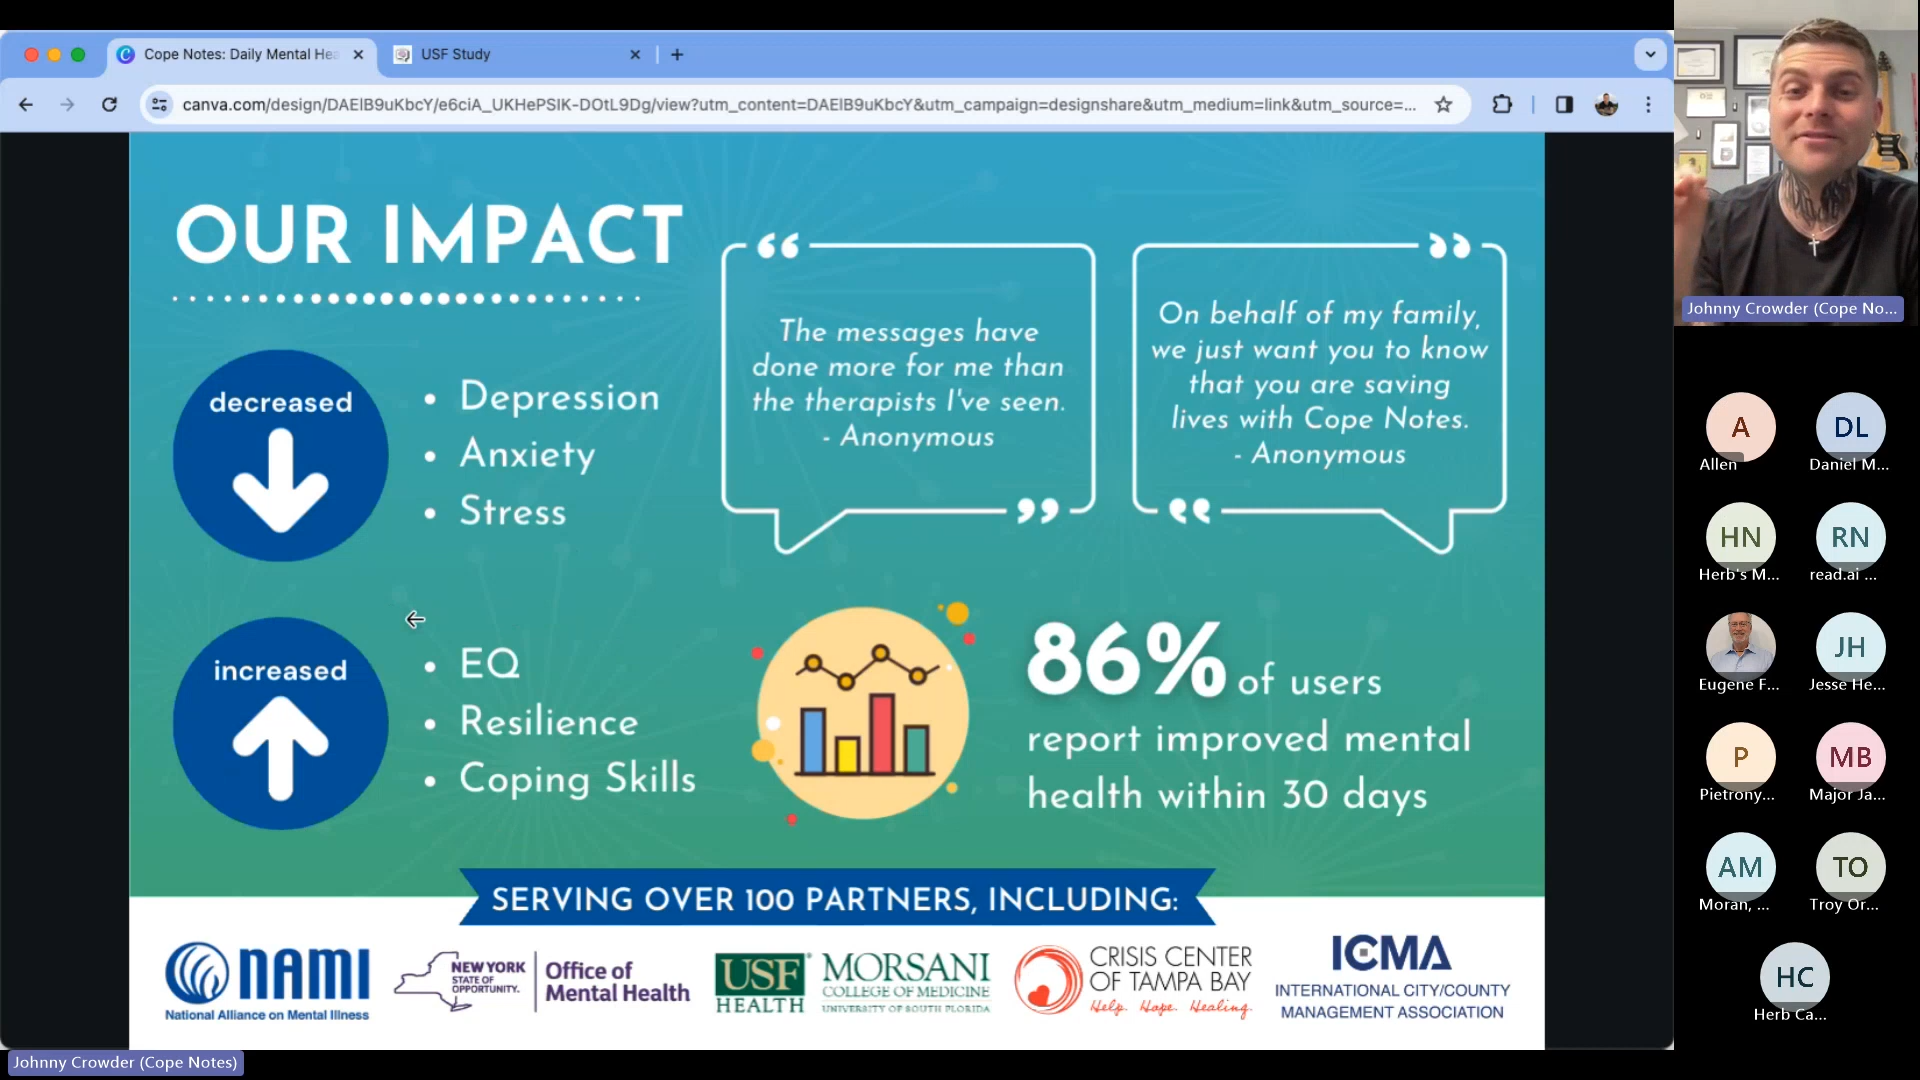 Cope Notes: Daily Mental Hea
USF Study
canva.com/design/DAElB9uKbcY/e6ciA_UKHePSIK-DOtL9Dg/view?utm_content=DAElB9uKbcY&utm_campaign=designshare&utm_medium=link&utm_source=...
OUR IMPACT
decreased
• Depression
• Anxiety
• Stress
increased
• EQ
• Resilience
• Coping Skills
“
The messages have
done more for me than
the therapists I've seen.
- Anonymous
”
”
On behalf of my family,
we just want you to know
that you are saving
lives with Cope Notes.
- Anonymous
“
86% of users
report improved mental
health within 30 days
SERVING OVER 100 PARTNERS, INCLUDING:
NAMI
National Alliance on Mental Illness
NEW YORK
STATE OF
OPPORTUNITY.
Office of
Mental Health
USF
HEALTH
MORSANI
COLLEGE OF MEDICINE
UNIVERSITY OF SOUTH FLORIDA
CRISIS CENTER
OF TAMPA BAY
Help. Hope. Healing.
ICMA
INTERNATIONAL CITY/COUNTY
MANAGEMENT ASSOCIATION
Johnny Crowder (Cope Notes)
Johnny Crowder (Cope No...
A
Allen
DL
Daniel M...
HN
Herb's M...
RN
read.ai ...
Eugene F...
JH
Jesse He...
P
Pietrony...
MB
Major Ja...
AM
Moran, ...
TO
Troy Or...
HC
Herb Ca...